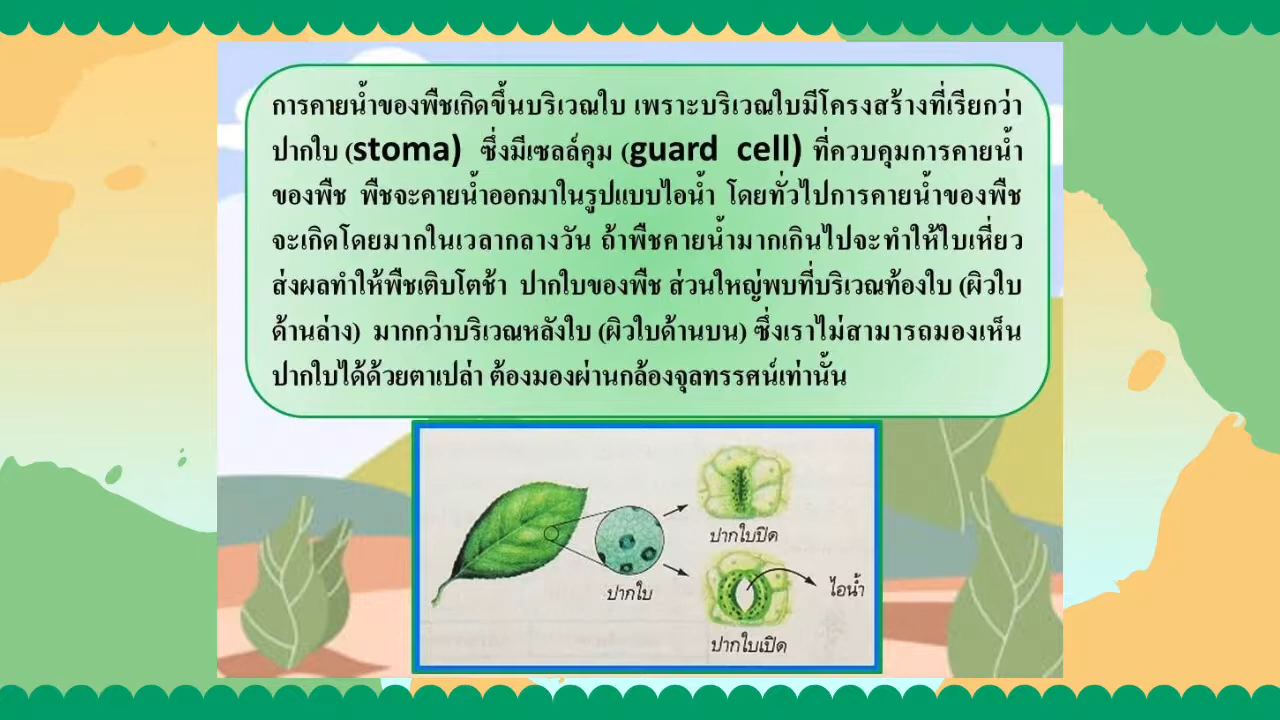 การคายน้ำของพืชเกิดขึ้นบริเวณใบ เพราะบริเวณใบมีโครงสร้างที่เรียกว่า
ปากใบ (stoma) ซึ่งมีเซลล์คุม (guard cell) ที่ควบคุมการคายน้ำ
ของพืช พืชจะคายน้ำออกมาในรูปแบบไอน้ำ โดยทั่วไปการคายน้ำของพืช
จะเกิดโดยมากในเวลากลางวัน ถ้าพืชคายน้ำมากเกินไปจะทำให้ใบเหี่ยว
ส่งผลทำให้พืชเติบโตช้า ปากใบของพืช ส่วนใหญ่พบที่บริเวณท้องใบ (ผิวใบ
ด้านล่าง) มากกว่าบริเวณหลังใบ (ผิวใบด้านบน) ซึ่งเราไม่สามารถมองเห็น
ปากใบได้ด้วยตาเปล่า ต้องมองผ่านกล้องจุลทรรศน์เท่านั้น
ปากใบปิด
ปากใบ
ไอน้ำ
ปากใบเปิด